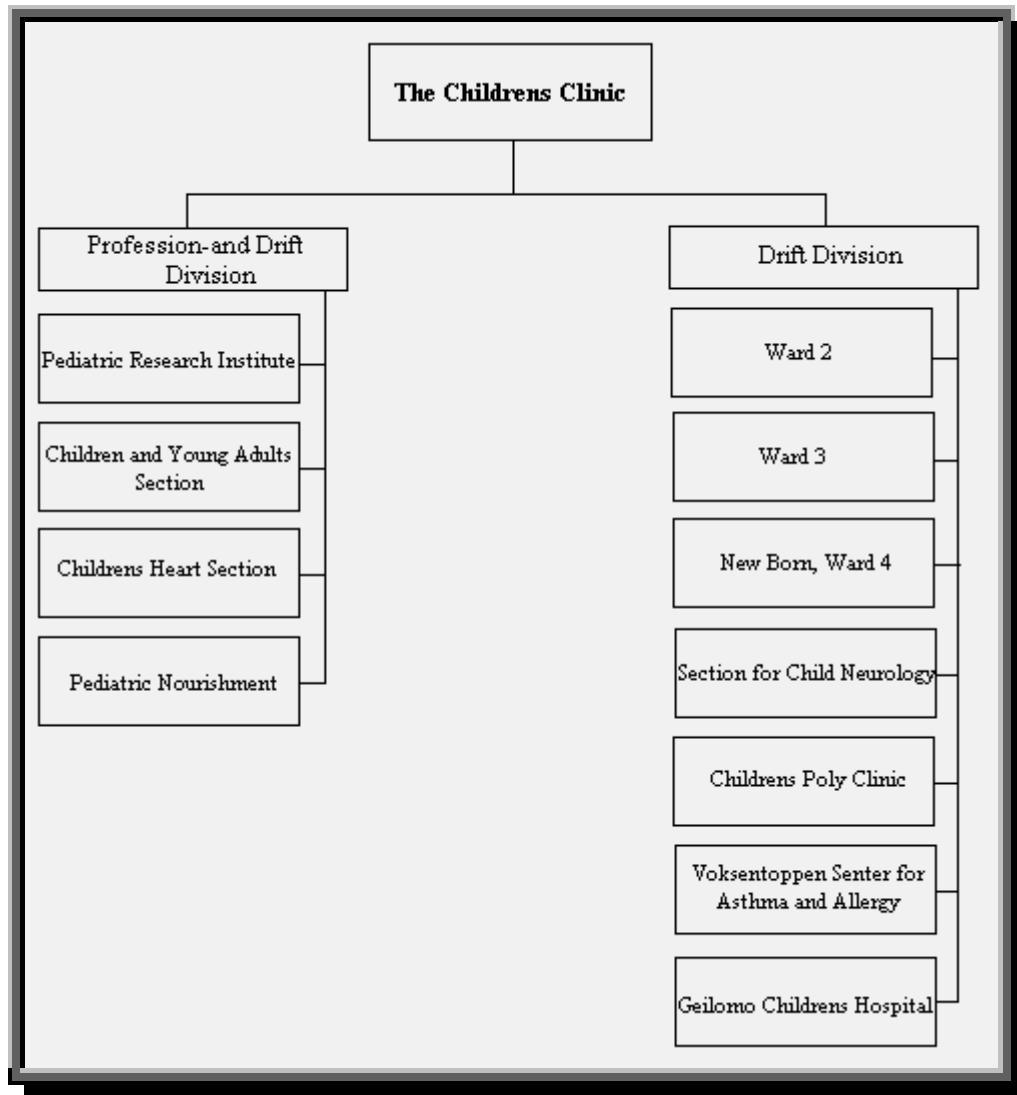 The Childrens Clinic
Profession-and Drift
Division
Pediatric Research Institute
Children and Young Adults
Section
Childrens Heart Section
Pediatric Nourishment
Drift Division
Ward 2
Ward 3
New Born, Ward 4
Section for Child Neurology
Childrens Poly Clinic
Voksentoppen Senter for
Asthma and Allergy
Geilomo Childrens Hospital